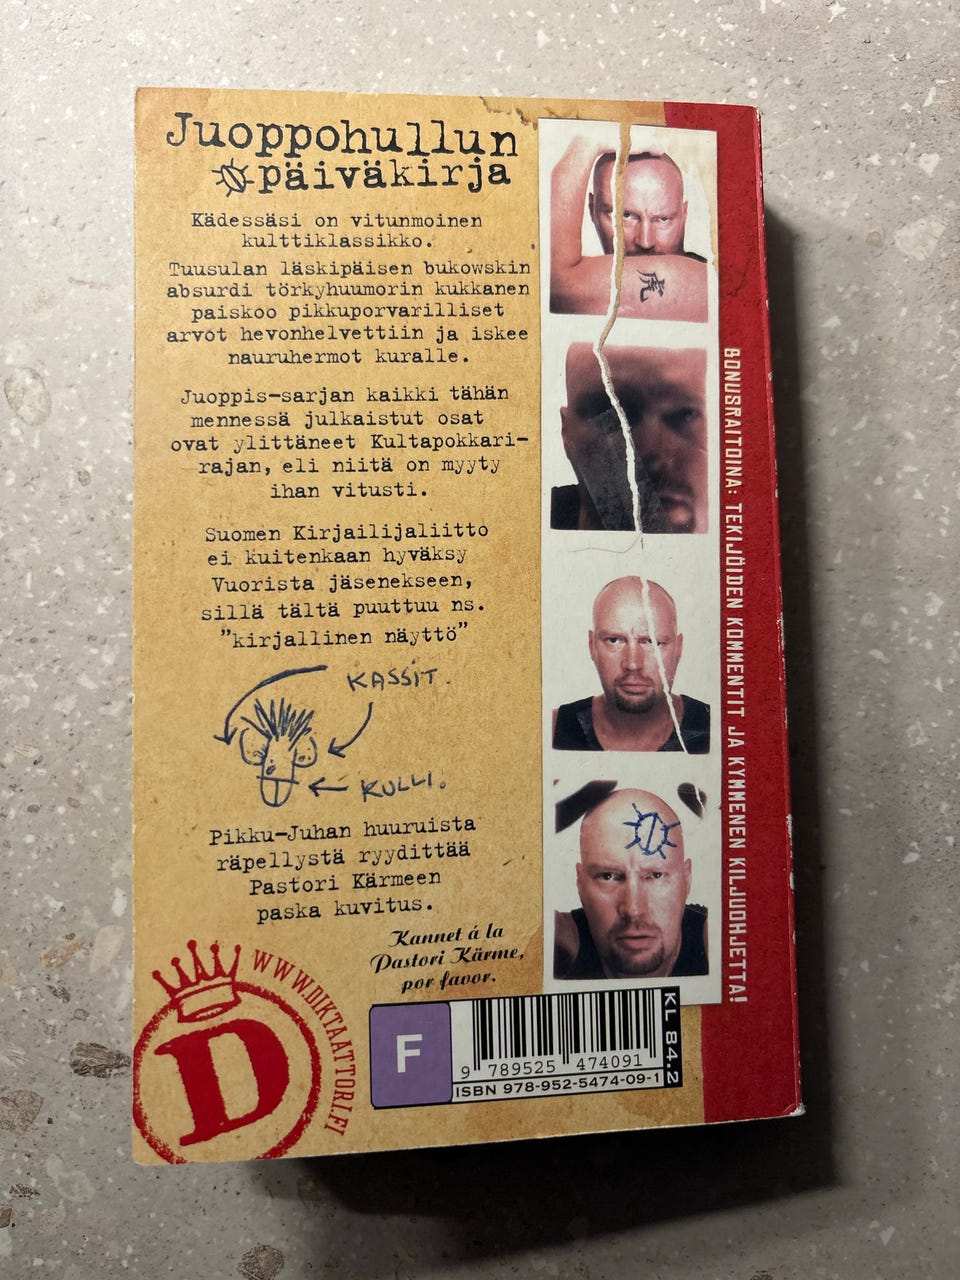 Juoppohullun
päiväkirja
Kädessäsi on vitunmoinen
kulttiklassikko.
Tuusulan läskipäisen bukowskin
absurdi törkyhuumorin kukkanen
paiskoo pikkuporvarilliset
arvot hevonhelvettiin ja iskee
nauruhermot kuralle.
Juoppis-sarjan kaikki tähän
mennessä julkaistut osat
ovat ylittäneet Kultapokkari-
rajan, eli niitä on myyty
ihan vitusti.
Suomen Kirjailijaliitto
ei kuitenkaan hyväksy
Vuorista jäsenekseen,
sillä tältä puuttuu ns.
"kirjallinen näyttö"
KASSIT.
KULLI.
Pikku-Juhan huuruista
räpellystä ryydittää
Pastori Kärmeen
paska kuvitus.
Kannet á la
Pastori Kärme,
por favor.
WWW.DIKTAATTORI.FI
D
F
9 789525 474091
ISBN 978-952-5474-09-1
KL 84.2
虎
BONUSRAITOINA: TEKIJÖIDEN KOMMENTIT JA KYMMENEN KILJUOHJETTA!